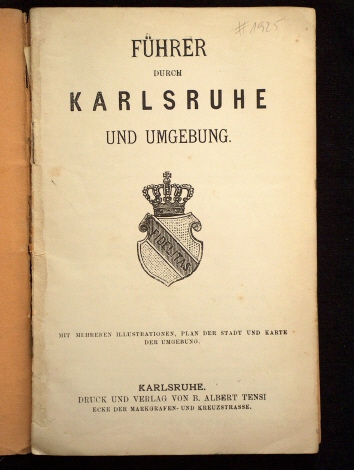 # 1925
FÜHRER
DURCH
KARLSRUHE
UND UMGEBUNG.
FIDELITAS
MIT MEHREREN ILLUSTRATIONEN, PLAN DER STADT UND KARTE
DER UMGEBUNG.
KARLSRUHE.
DRUCK UND VERLAG VON B. ALBERT TENSI
ECKE DER MARKGRAFEN- UND KREUZSTRASSE.